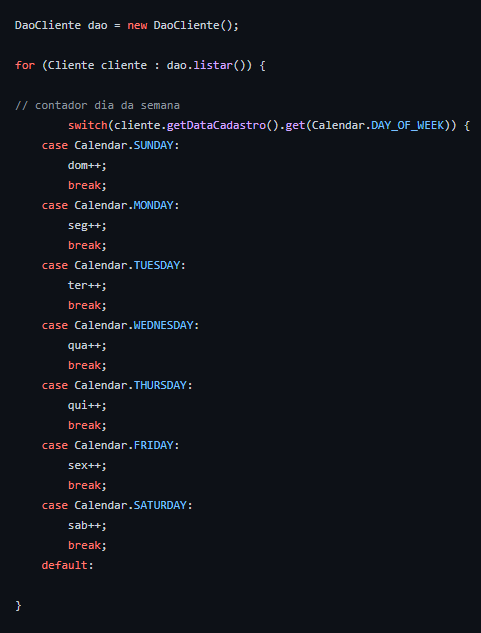 DaoCliente dao = new DaoCliente();
for (Cliente cliente : dao.listar()) {
// contador dia da semana
switch(cliente.getDataCadastro().get(Calendar.DAY_OF_WEEK)) {
case Calendar.SUNDAY:
dom++;
break;
case Calendar.MONDAY:
seg++;
break;
case Calendar.TUESDAY:
ter++;
break;
case Calendar.WEDNESDAY:
qua++;
break;
case Calendar.THURSDAY:
qui++;
break;
case Calendar.FRIDAY:
sex++;
break;
case Calendar.SATURDAY:
sab++;
break;
default:
}